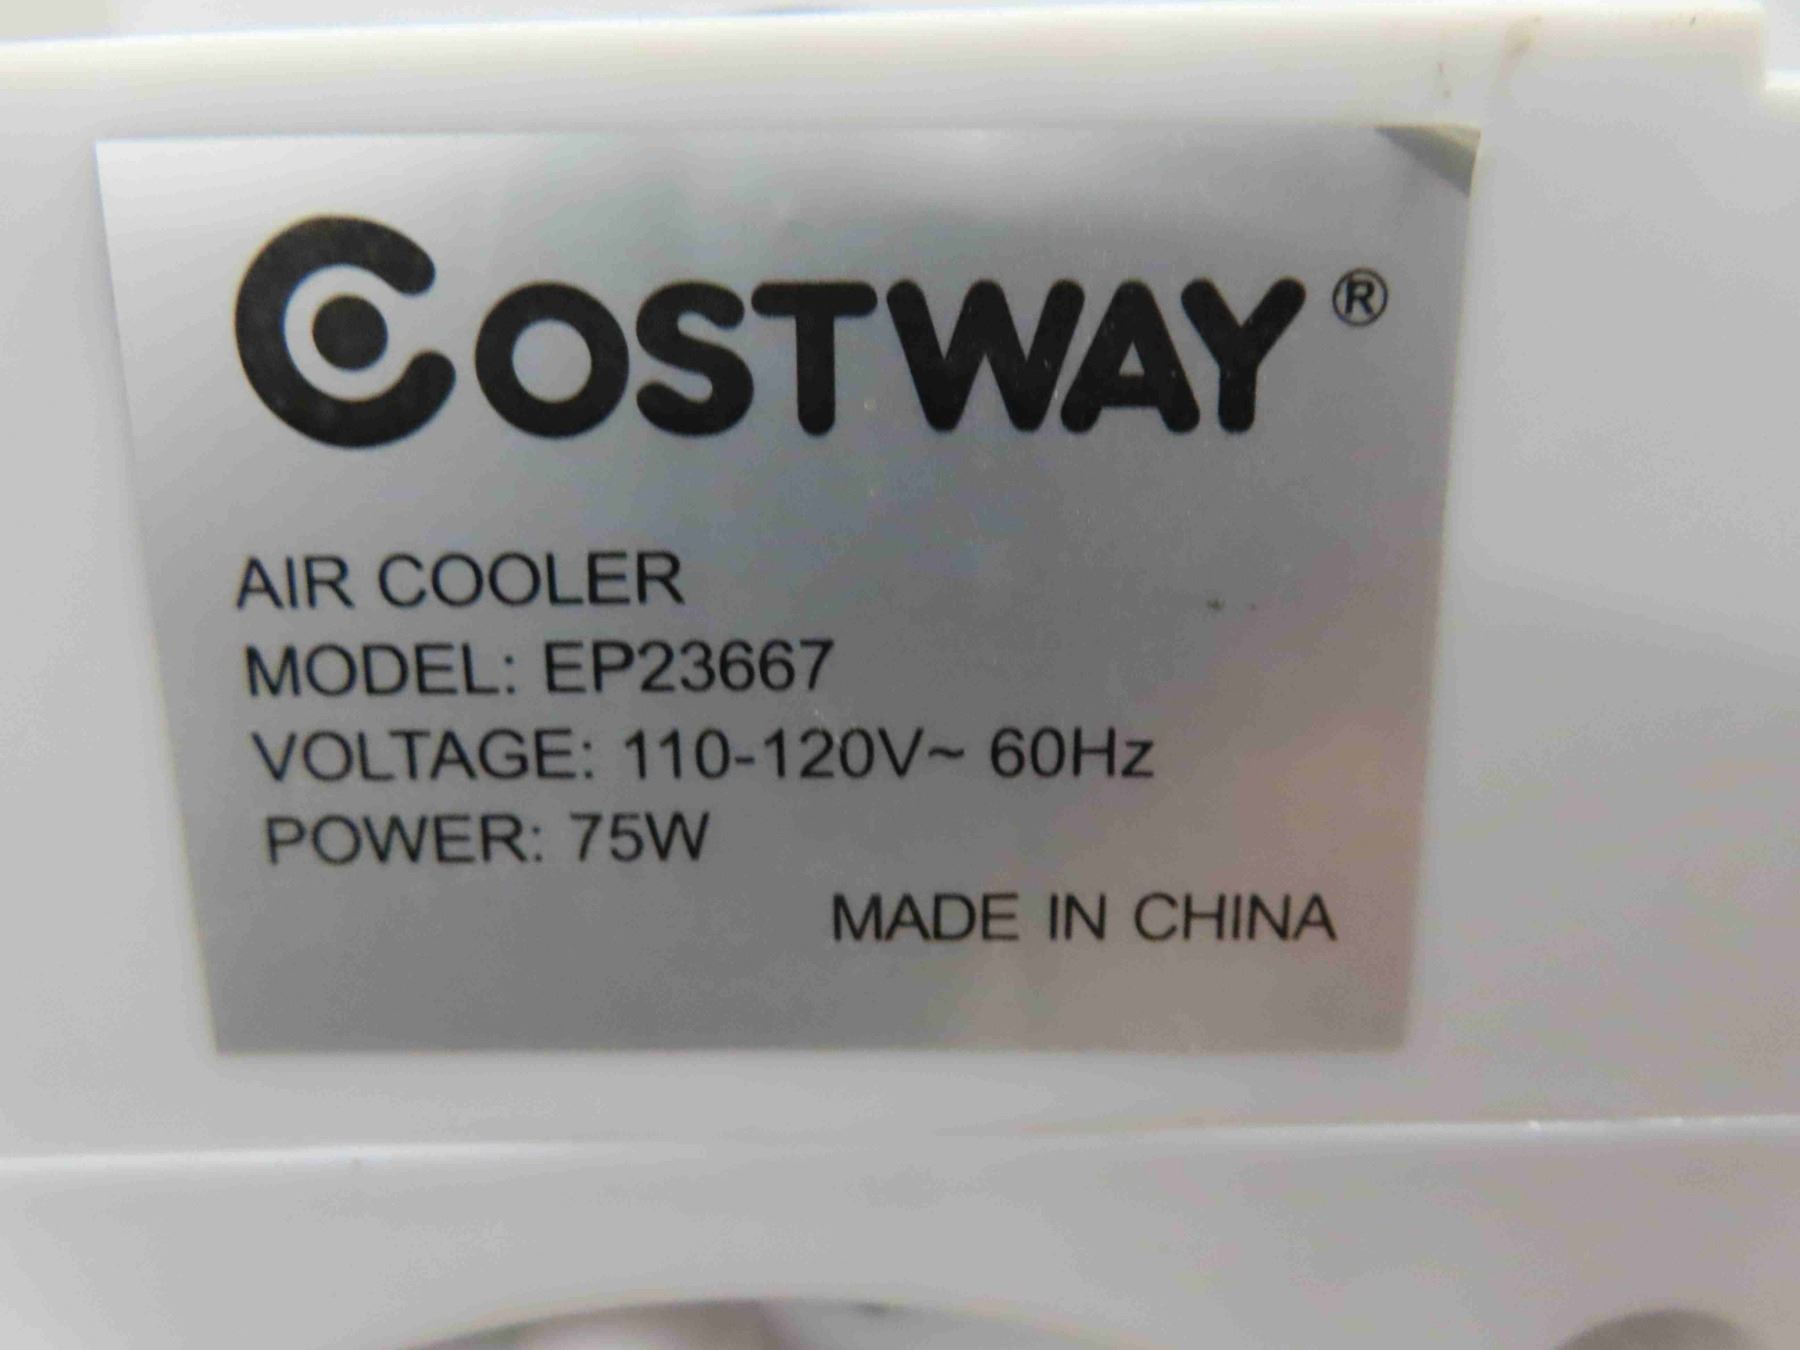 COSTWAY®
AIR COOLER
MODEL: EP23667
VOLTAGE: 110-120V~ 60Hz
POWER: 75W
MADE IN CHINA